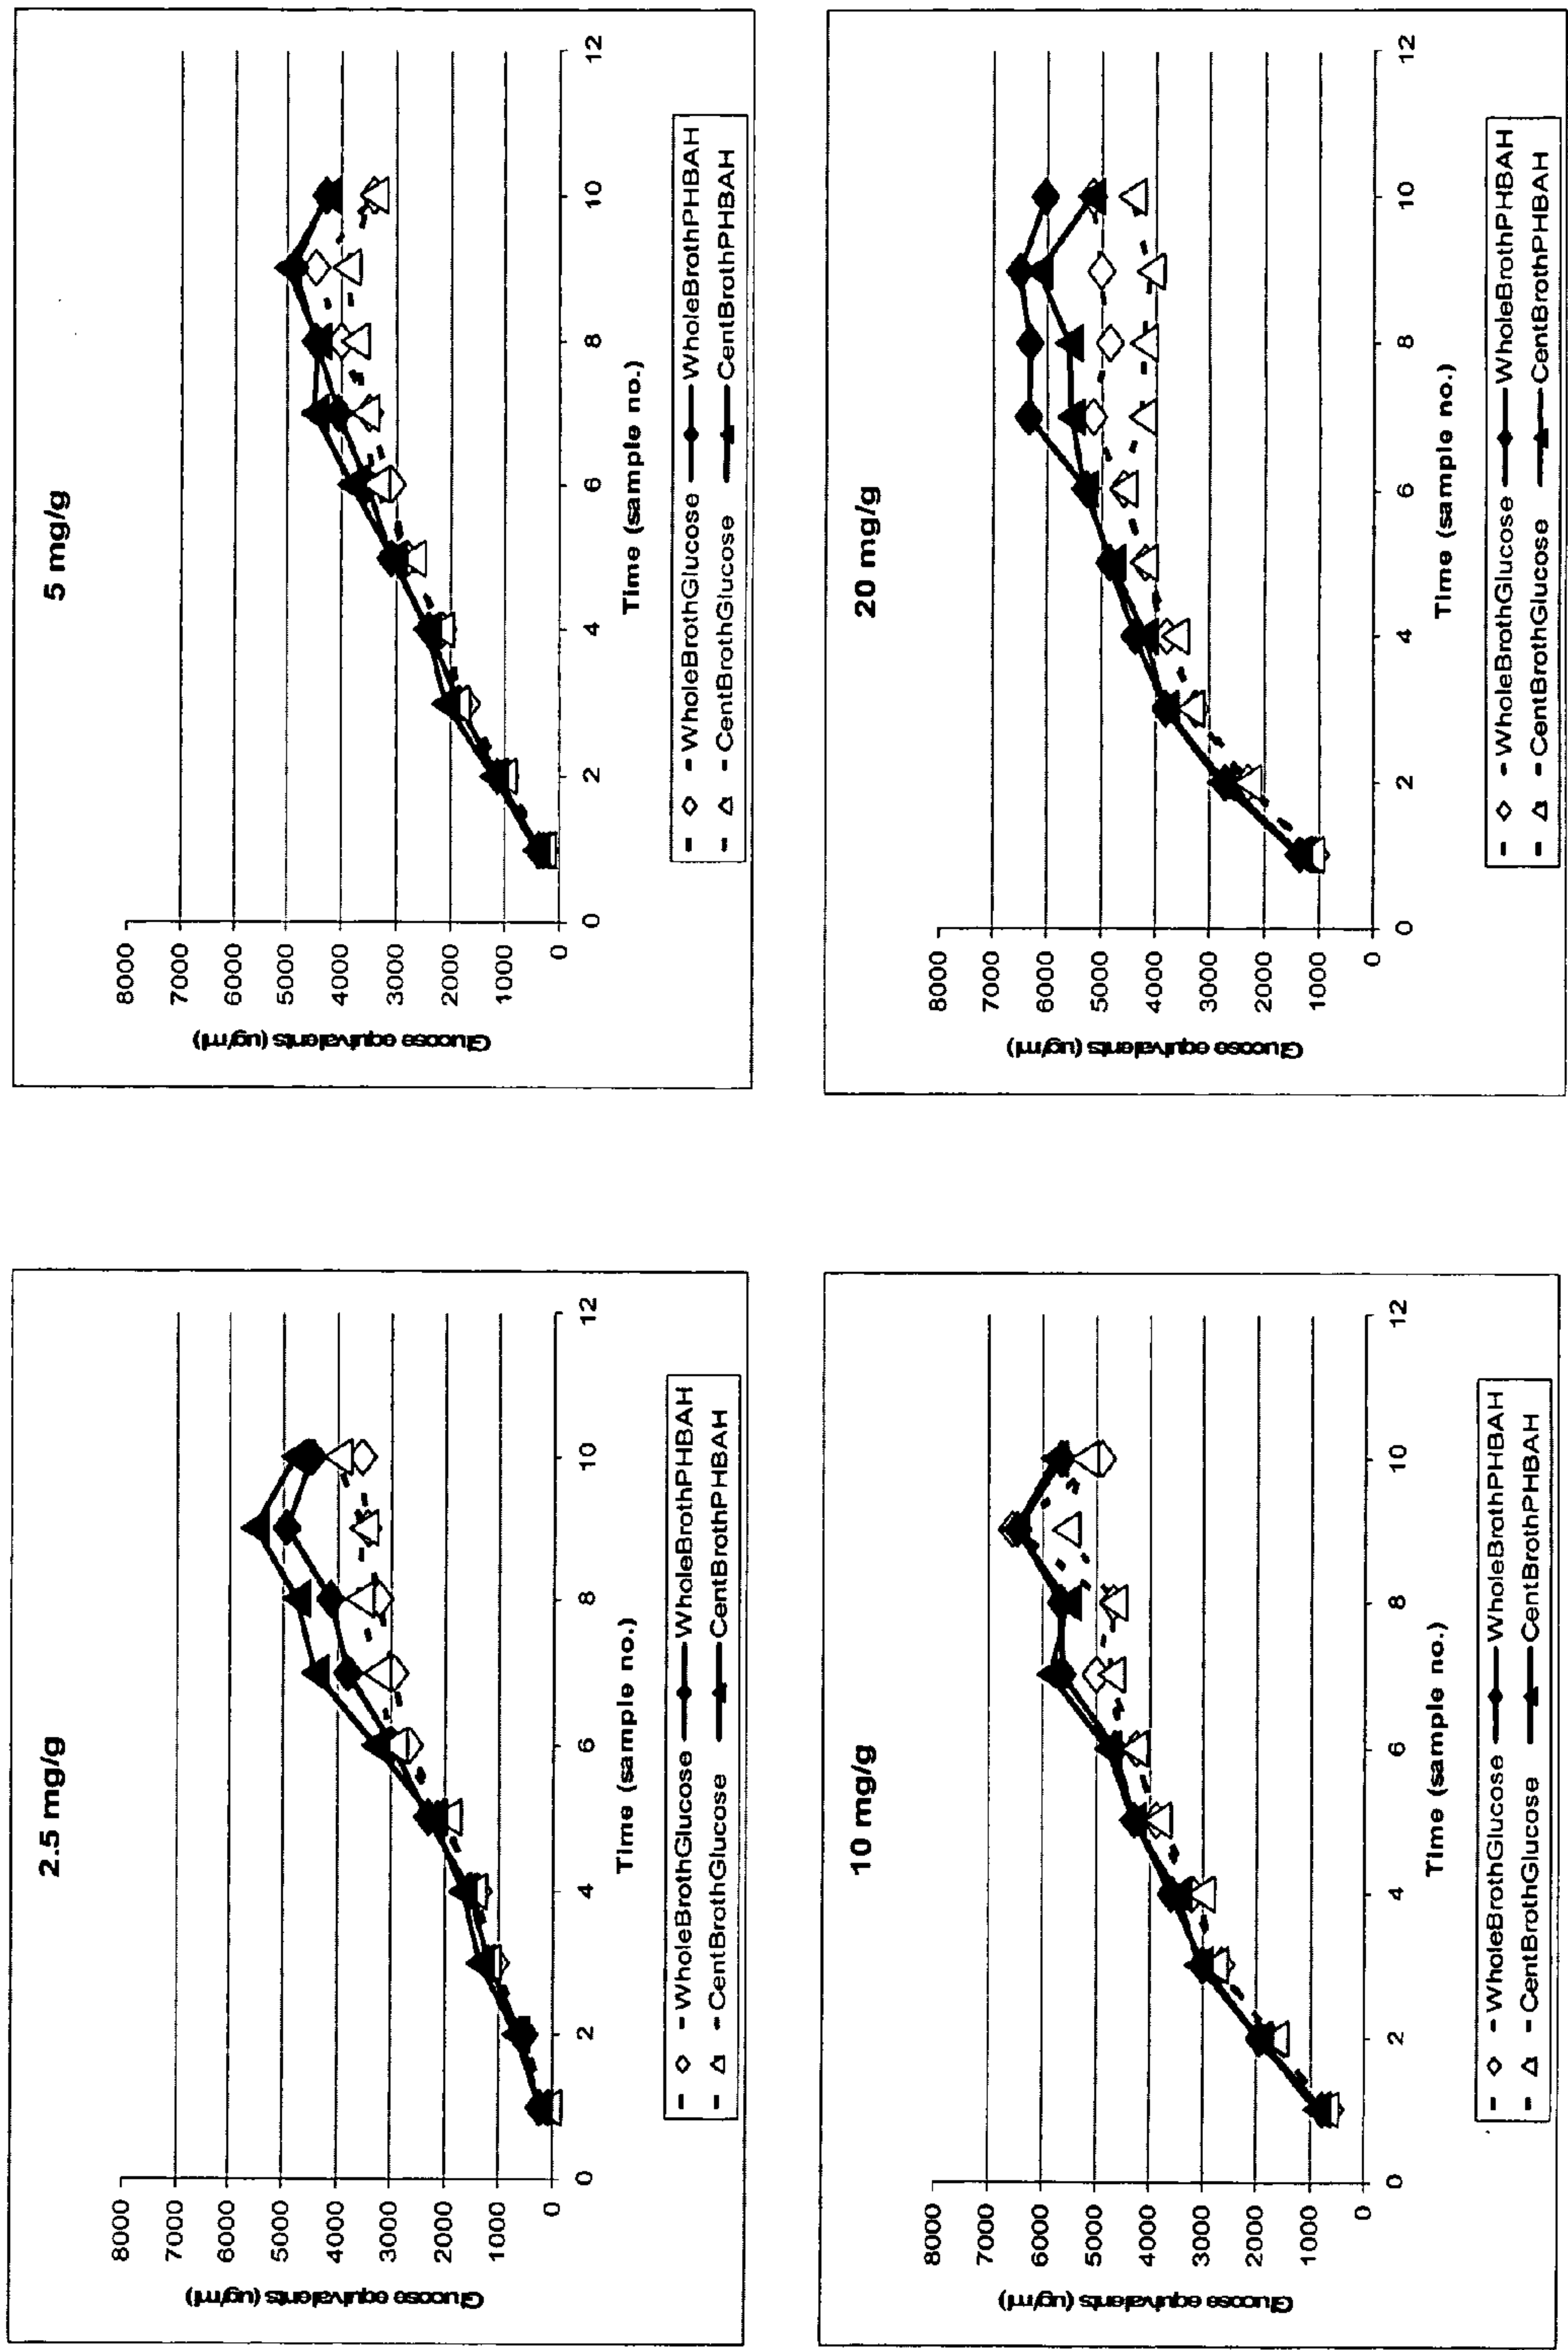 2.5 mg/g
8000
7000
6000
5000
4000
3000
2000
1000
0
Glucose equivalents (ug/ml)
0 2 4 6 8 10 12
Time (sample no.)
WholeBrothGlucose WholeBrothPHBAH
CentBrothGlucose CentBrothPHBAH
5 mg/g
8000
7000
6000
5000
4000
3000
2000
1000
0
Glucose equivalents (ug/ml)
0 2 4 6 8 10 12
Time (sample no.)
WholeBrothGlucose WholeBrothPHBAH
CentBrothGlucose CentBrothPHBAH
10 mg/g
8000
7000
6000
5000
4000
3000
2000
1000
0
Glucose equivalents (ug/ml)
0 2 4 6 8 10 12
Time (sample no.)
WholeBrothGlucose WholeBrothPHBAH
CentBrothGlucose CentBrothPHBAH
20 mg/g
8000
7000
6000
5000
4000
3000
2000
1000
0
Glucose equivalents (ug/ml)
0 2 4 6 8 10 12
Time (sample no.)
WholeBrothGlucose WholeBrothPHBAH
CentBrothGlucose CentBrothPHBAH